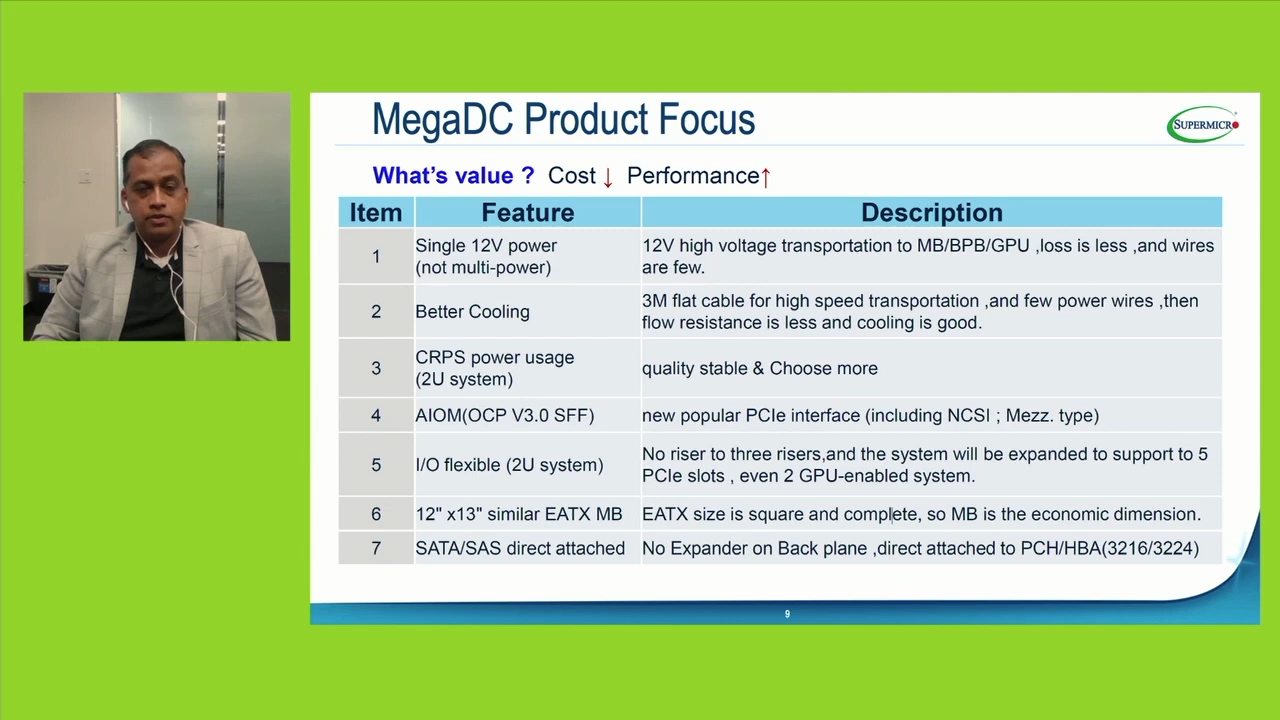 MegaDC Product Focus
SUPERMICRO
What's value ? Cost ↓ Performance↑
Item Feature Description
1 Single 12V power (not multi-power) 12V high voltage transportation to MB/BPB/GPU ,loss is less ,and wires are few.
2 Better Cooling 3M flat cable for high speed transportation ,and few power wires ,then flow resistance is less and cooling is good.
3 CRPS power usage (2U system) quality stable & Choose more
4 AIOM(OCP V3.0 SFF) new popular PCIe interface (including NCSI ; Mezz. type)
5 I/O flexible (2U system) No riser to three risers,and the system will be expanded to support to 5 PCIe slots , even 2 GPU-enabled system.
6 12" x13" similar EATX MB EATX size is square and complete, so MB is the economic dimension.
7 SATA/SAS direct attached No Expander on Back plane ,direct attached to PCH/HBA(3216/3224)
9